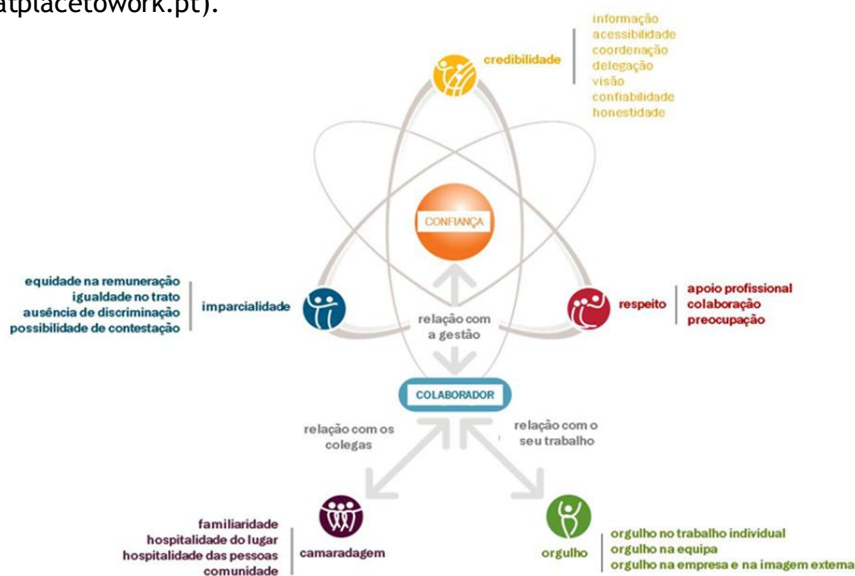 atplacetowork.pt).
informação
acessibilidade
coordenação
delegação
visão
confiabilidade
honestidade
credibilidade
CONFIANÇA
equidade na remuneração
igualdade no trato
ausência de discriminação
possibilidade de contestação
imparcialidade
respeito
apoio profissional
colaboração
preocupação
relação com
a gestão
COLABORADOR
relação com os
colegas
relação com o
seu trabalho
familiaridade
hospitalidade do lugar
hospitalidade das pessoas
comunidade
camaradagem
orgulho
orgulho no trabalho individual
orgulho na equipa
orgulho na empresa e na imagem externa